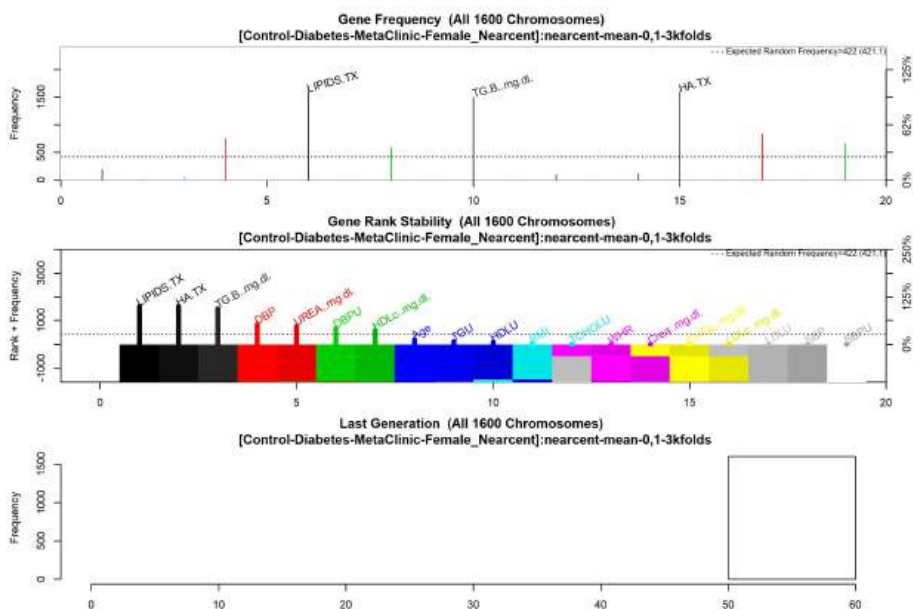 Gene Frequency (All 1600 Chromosomes)
[Control-Diabetes-MetaClinic-Female_Nearcent]:nearcent-mean-0,1-3kfolds
Expected Random Frequency=422 (421.1)
LIPIDS.TX
TG.B..mg.dl.
HA.TX
Frequency
0 500 1500
0% 62% 125%
0 5 10 15 20
Gene Rank Stability (All 1600 Chromosomes)
[Control-Diabetes-MetaClinic-Female_Nearcent]:nearcent-mean-0,1-3kfolds
Expected Random Frequency=422 (421.1)
LIPIDS.TX
HA.TX
TG.B..mg.dl.
DBP
UREA..mg.dl.
DBPU
HDLc..mg.dl.
Age
TGU
HDLU
WHR
Crea..mg.dl.
LDLU
Rank + Frequency
-1000 1000 3000
0% 125% 250%
0 5 10 15 20
Last Generation (All 1600 Chromosomes)
[Control-Diabetes-MetaClinic-Female_Nearcent]:nearcent-mean-0,1-3kfolds
Frequency
0 500 1000 1500
0 10 20 30 40 50 60